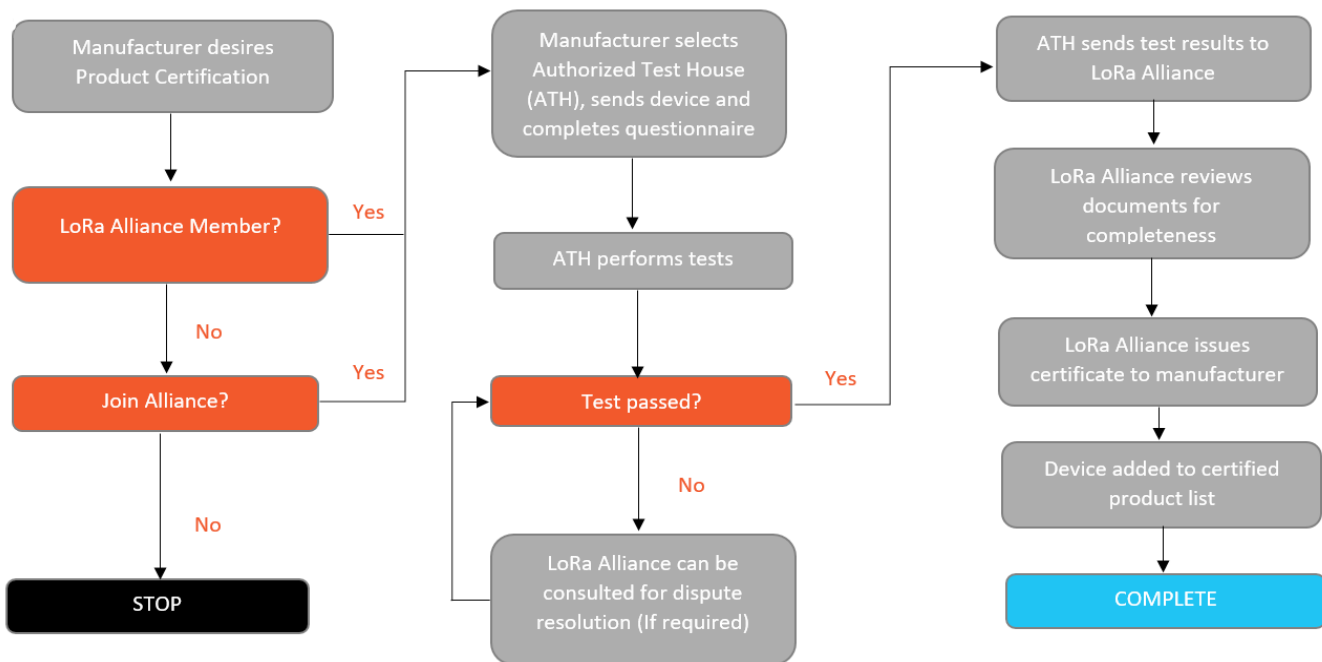 Manufacturer desires
Product Certification
LoRa Alliance Member?
Yes
No
Join Alliance?
Yes
No
STOP
Manufacturer selects
Authorized Test House
(ATH), sends device and
completes questionnaire
ATH performs tests
Test passed?
Yes
No
LoRa Alliance can be
consulted for dispute
resolution (If required)
ATH sends test results to
LoRa Alliance
LoRa Alliance reviews
documents for
completeness
LoRa Alliance issues
certificate to manufacturer
Device added to certified
product list
COMPLETE